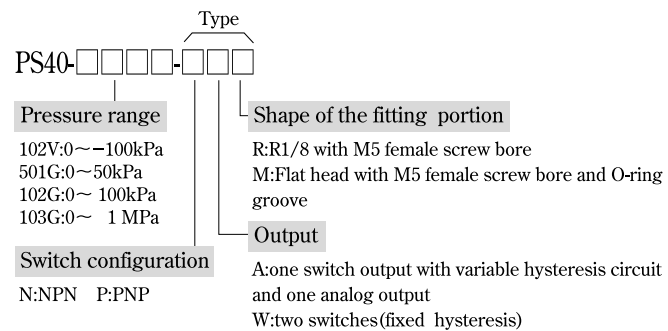 Type
PS40-□□□□-□□□
Pressure range
102V:0～−100kPa
501G:0～50kPa
102G:0～ 100kPa
103G:0～ 1 MPa
Switch configuration
N:NPN P:PNP
Shape of the fitting portion
R:R1/8 with M5 female screw bore
M:Flat head with M5 female screw bore and O-ring
groove
Output
A:one switch output with variable hysteresis circuit
and one analog output
W:two switches(fixed hysteresis)